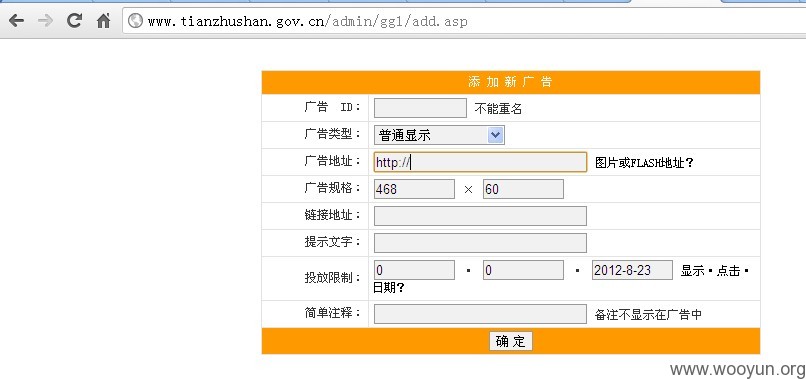 www.tianzhushan.gov.cn/admin/ggl/add.asp
添 加 新 广 告
广告 ID： 不能重名
广告类型： 普通显示
广告地址： http:// 图片或FLASH地址？
广告规格： 468 × 60
链接地址：
提示文字：
投放限制： 0 · 0 · 2012-8-23 显示·点击·
日期？
简单注释： 备注不显示在广告中
确 定
www.wooyun.org